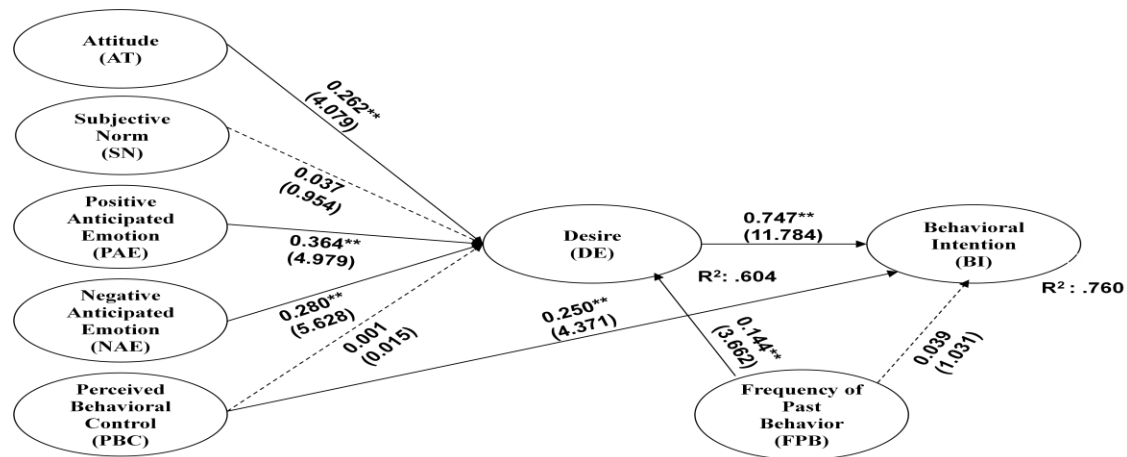 Attitude
(AT)
0.262**
(4.079)
Subjective
Norm
(SN)
0.037
(0.954)
Positive
Anticipated
Emotion
(PAE)
0.364**
(4.979)
Negative
Anticipated
Emotion
(NAE)
0.280**
(5.628)
Perceived
Behavioral
Control
(PBC)
0.001
(0.015)
Desire
(DE)
R²: .604
0.747**
(11.784)
Behavioral
Intention
(BI)
R² : .760
0.250**
(4.371)
0.144**
(3.662)
0.039
(1.031)
Frequency of
Past
Behavior
(FPB)